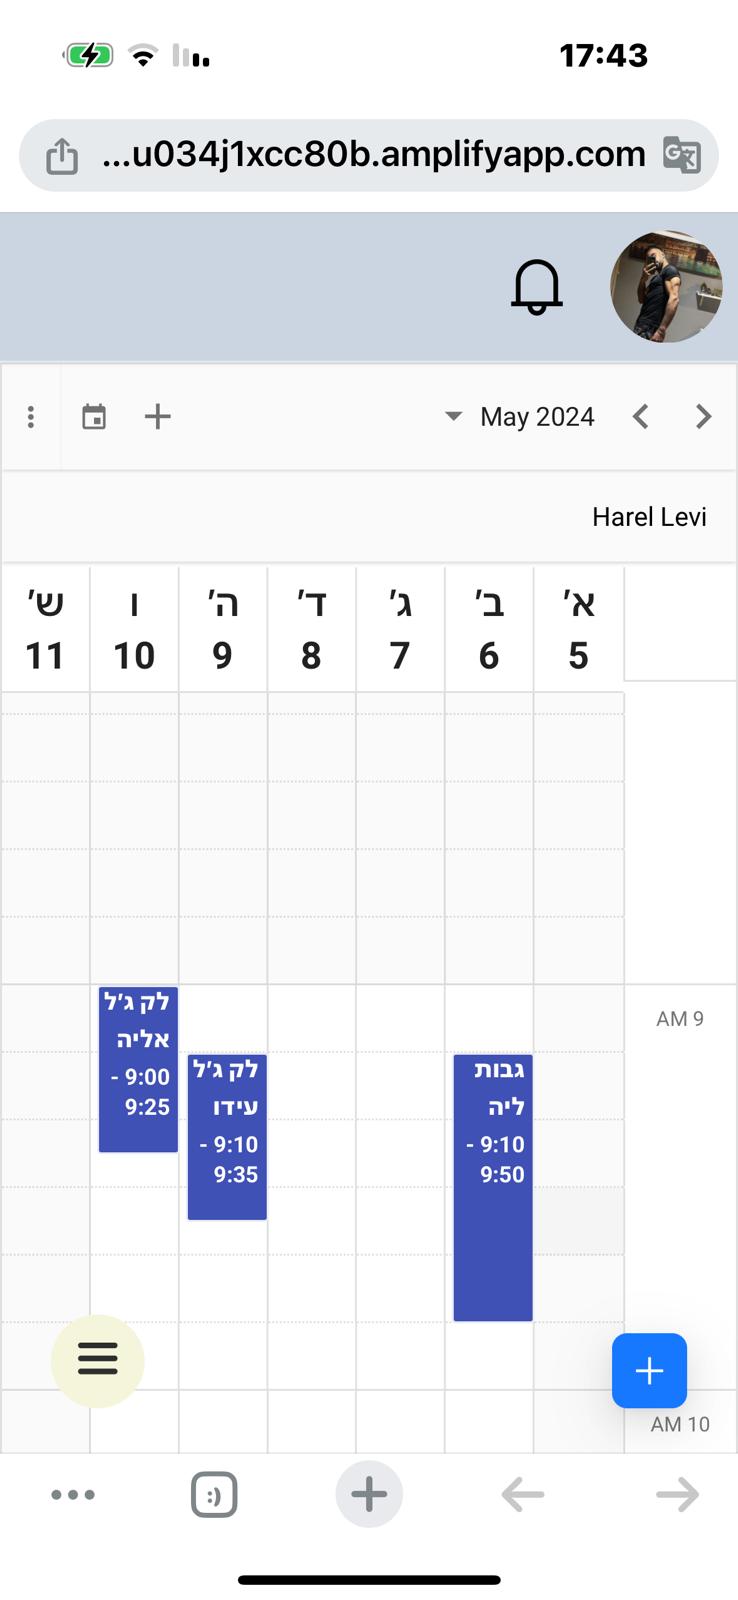 17:43
...u034j1xcc80b.amplifyapp.com
May 2024
Harel Levi
א' ב' ג' ד' ה' ו ש'
5 6 7 8 9 10 11
AM 9
לק ג'ל
אליה
9:00 -
9:25
לק ג'ל
עידו
9:10 -
9:35
גבות
ליה
9:10 -
9:50
AM 10
:)